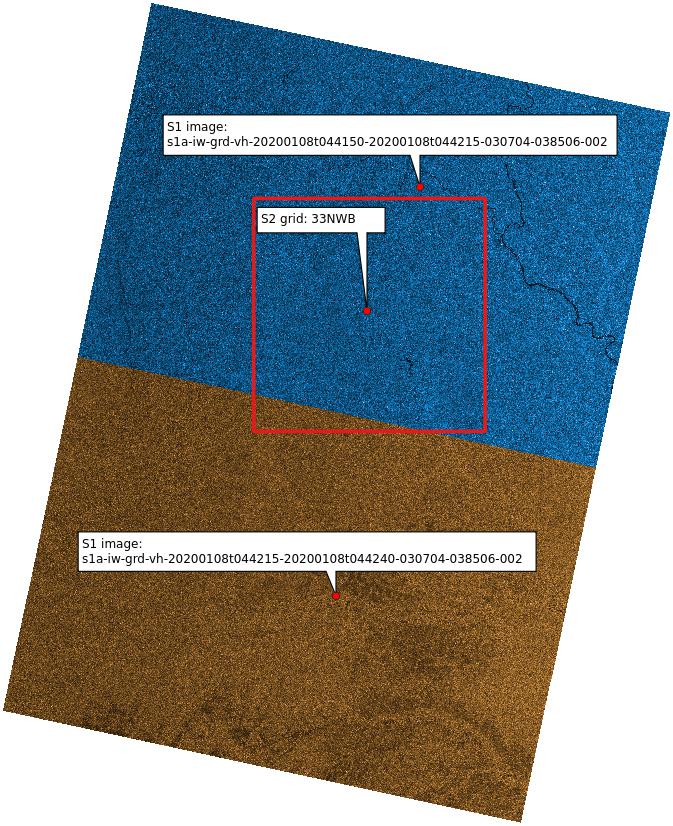 S1 image:
s1a-iw-grd-vh-20200108t044150-20200108t044215-030704-038506-002
S2 grid: 33NWB
S1 image:
s1a-iw-grd-vh-20200108t044215-20200108t044240-030704-038506-002